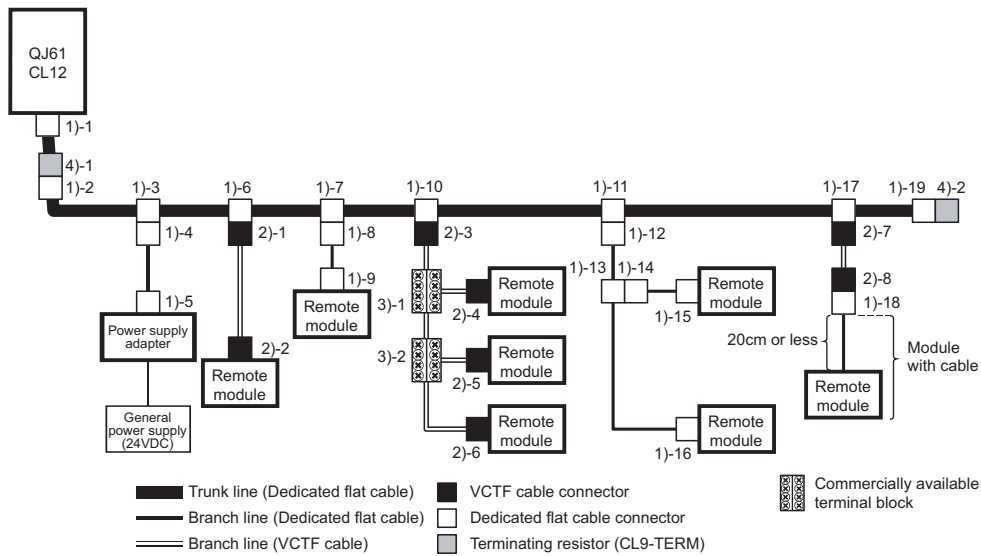 QJ61
CL12
1)-1
4)-1
1)-2
1)-3
1)-6
1)-7
1)-10
1)-11
1)-17
1)-19
4)-2
1)-4
2)-1
1)-8
2)-3
1)-12
2)-7
1)-5
Power supply
adapter
General
power supply
(24VDC)
2)-2
Remote
module
1)-9
Remote
module
3)-1
2)-4
Remote
module
3)-2
2)-5
Remote
module
2)-6
Remote
module
1)-13
1)-14
1)-15
Remote
module
1)-16
Remote
module
2)-8
1)-18
20cm or less
Remote
module
Module
with cable
Trunk line (Dedicated flat cable)
Branch line (Dedicated flat cable)
Branch line (VCTF cable)
VCTF cable connector
Dedicated flat cable connector
Terminating resistor (CL9-TERM)
Commercially available
terminal block